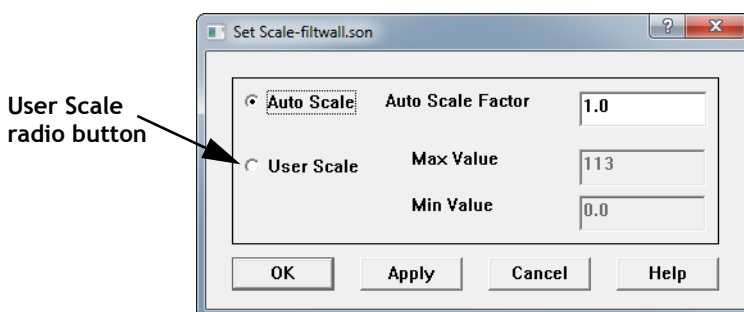 Set Scale-filtwall.son
User Scale
radio button
Auto Scale Auto Scale Factor 1.0
User Scale Max Value 113
Min Value 0.0
OK Apply Cancel Help